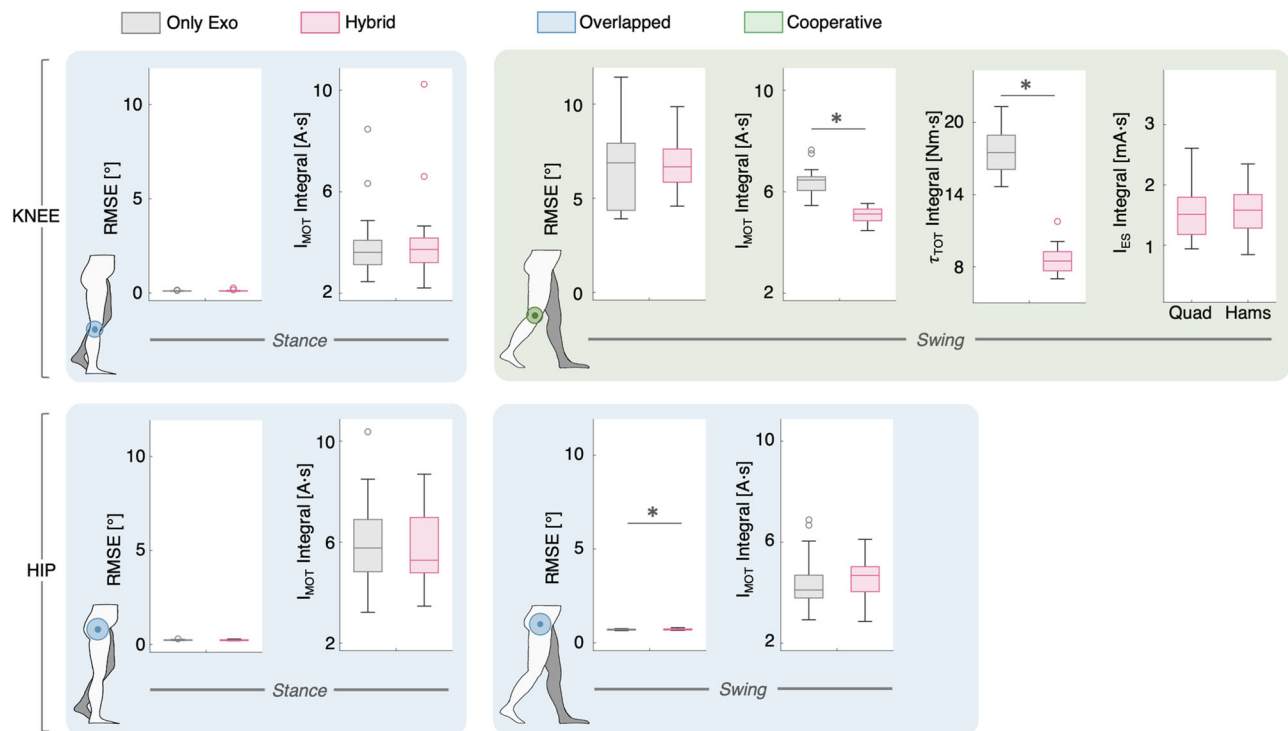 Only Exo
Hybrid
Overlapped
Cooperative
KNEE
RMSE [°]
10
5
0
I_MOT Integral [A·s]
10
6
2
Stance
RMSE [°]
10
5
0
I_MOT Integral [A·s]
10
6
2
*
τ_TOT Integral [Nm·s]
20
14
8
*
I_ES Integral [mA·s]
3
2
1
Quad
Hams
Swing
HIP
RMSE [°]
10
5
0
I_MOT Integral [A·s]
10
6
2
Stance
RMSE [°]
10
5
0
*
I_MOT Integral [A·s]
10
6
2
Swing